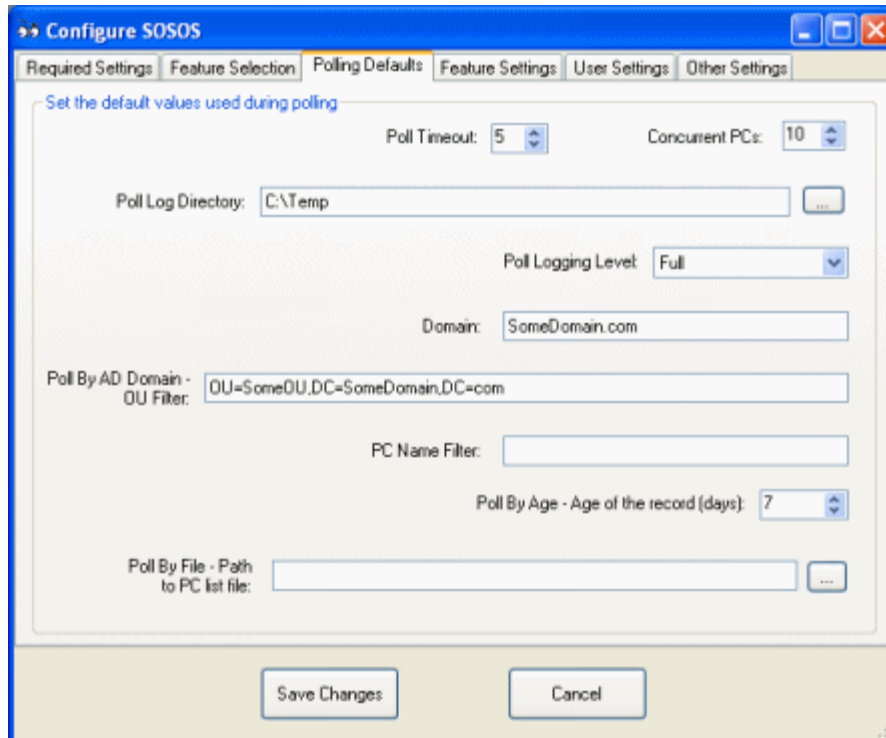 Configure SOSOS
Required Settings Feature Selection Polling Defaults Feature Settings User Settings Other Settings
Set the default values used during polling
Poll Timeout: 5 Concurrent PCs: 10
Poll Log Directory: C:\Temp ...
Poll Logging Level: Full
Domain: SomeDomain.com
Poll By AD Domain -
OU Filter: OU=SomeOU,DC=SomeDomain,DC=com
PC Name Filter:
Poll By Age - Age of the record (days): 7
Poll By File - Path
to PC list file: ...
Save Changes Cancel